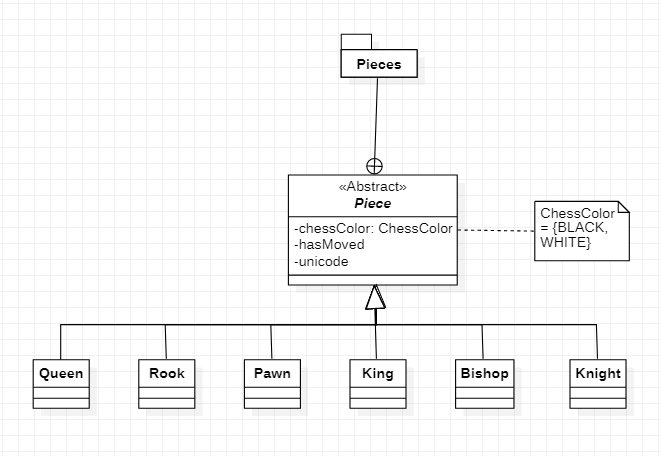 Pieces
«Abstract»
Piece
-chessColor: ChessColor
-hasMoved
-unicode
ChessColor
= {BLACK,
WHITE}
Queen
Rook
Pawn
King
Bishop
Knight